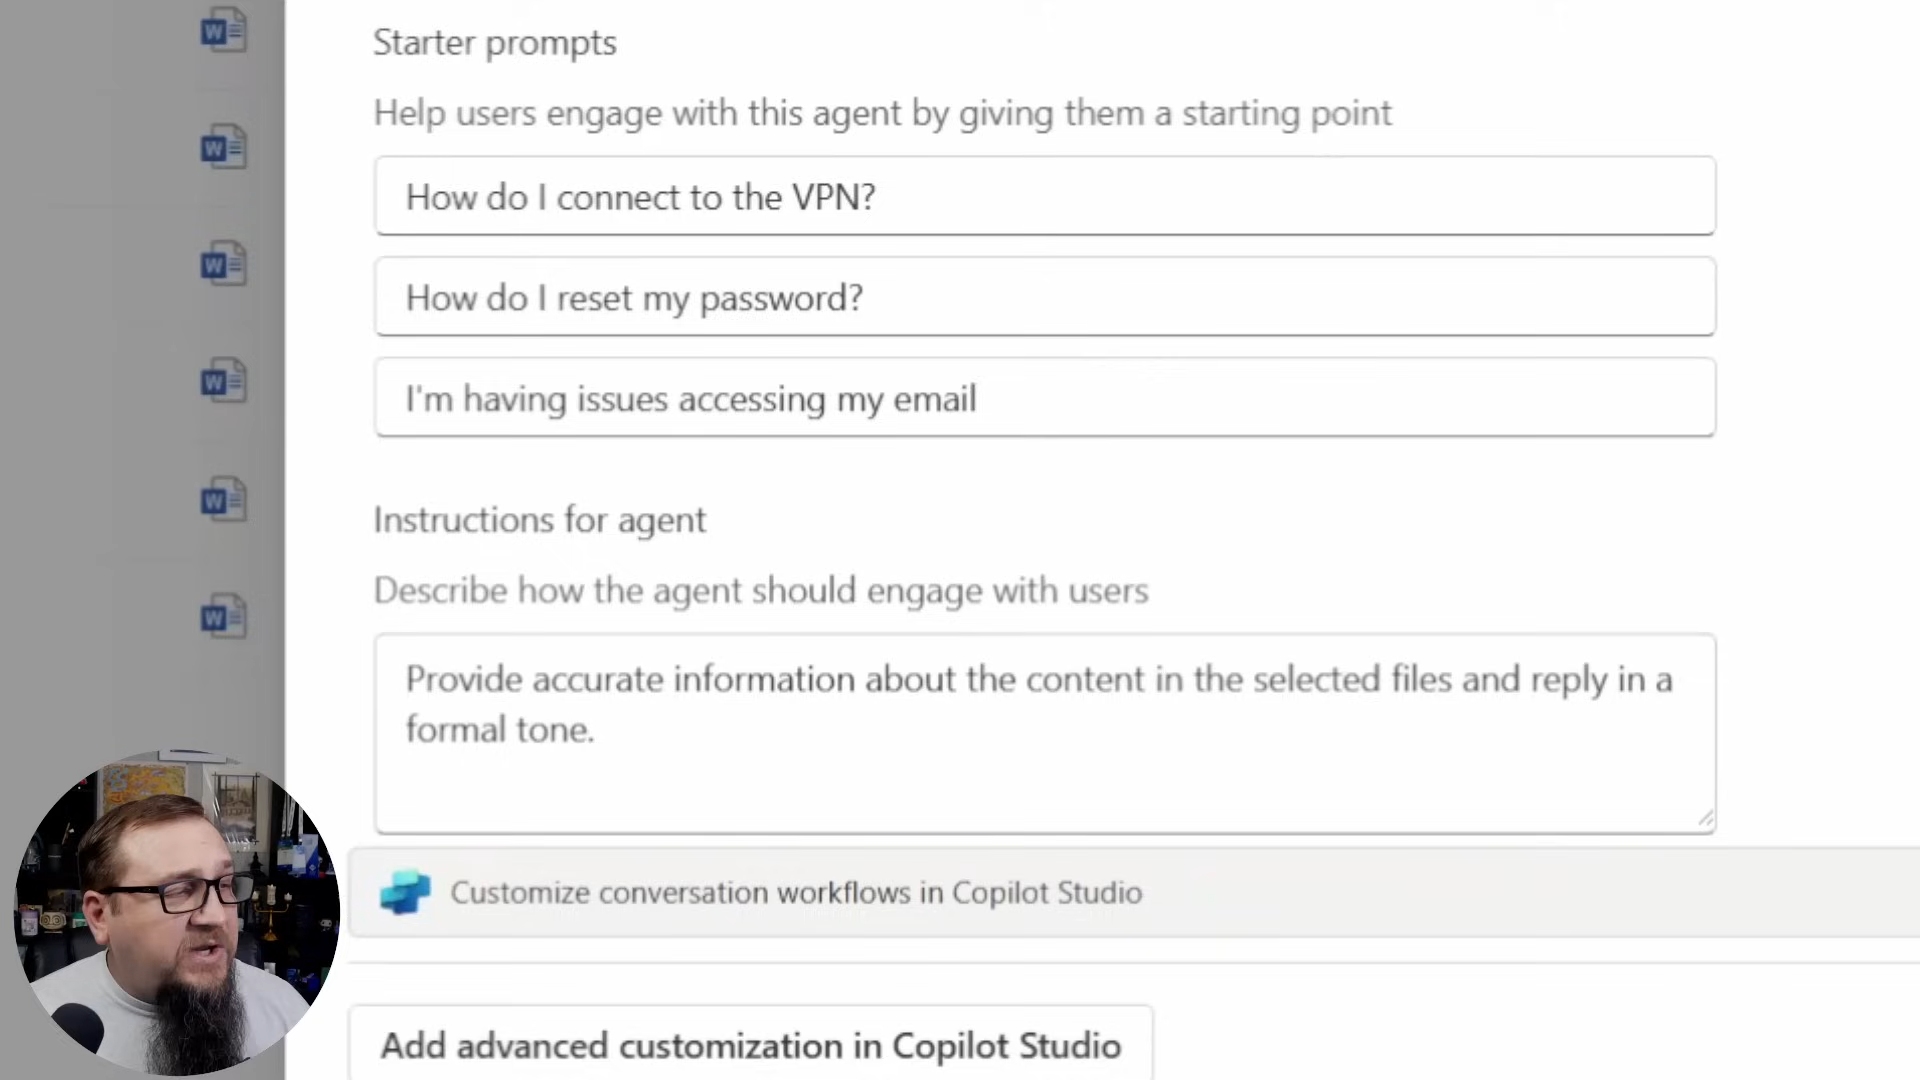 Starter prompts
Help users engage with this agent by giving them a starting point
How do I connect to the VPN?
How do I reset my password?
I'm having issues accessing my email
Instructions for agent
Describe how the agent should engage with users
Provide accurate information about the content in the selected files and reply in a
formal tone.
Customize conversation workflows in Copilot Studio
Add advanced customization in Copilot Studio
W
W
W
W
W
W